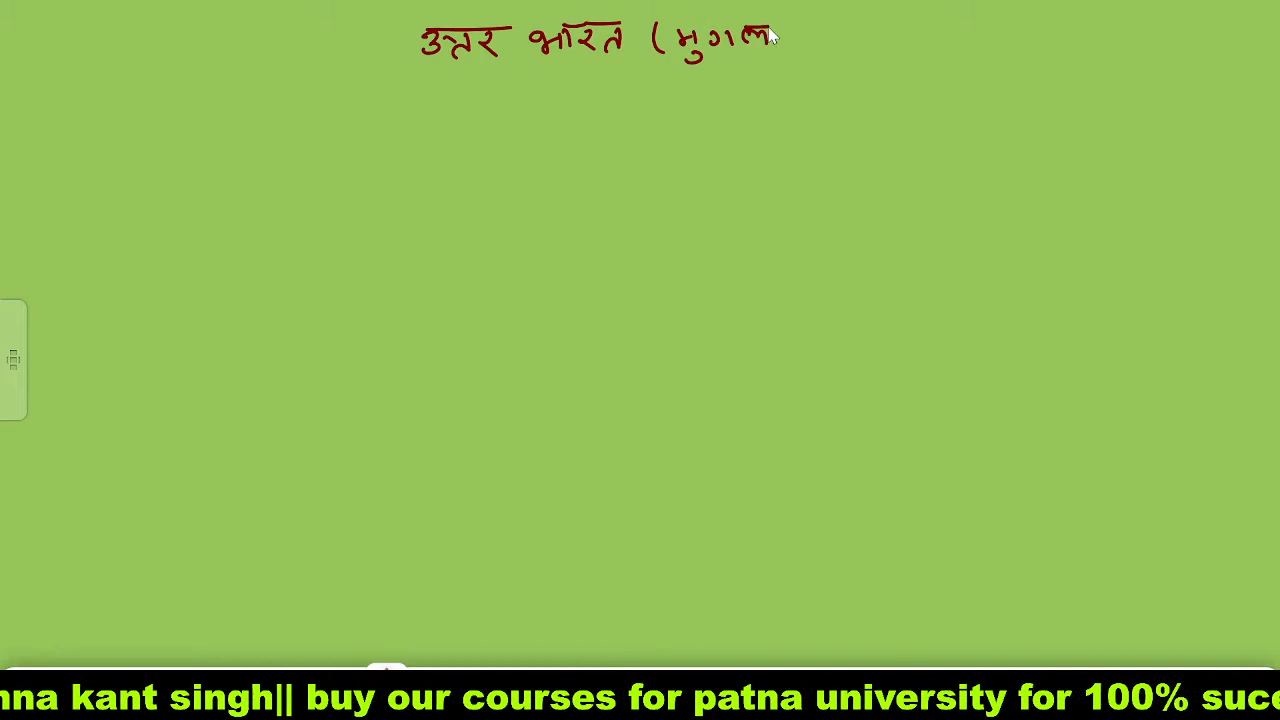 उत्तर भारत (मुगल
nna kant singh|| buy our courses for patna university for 100% succ